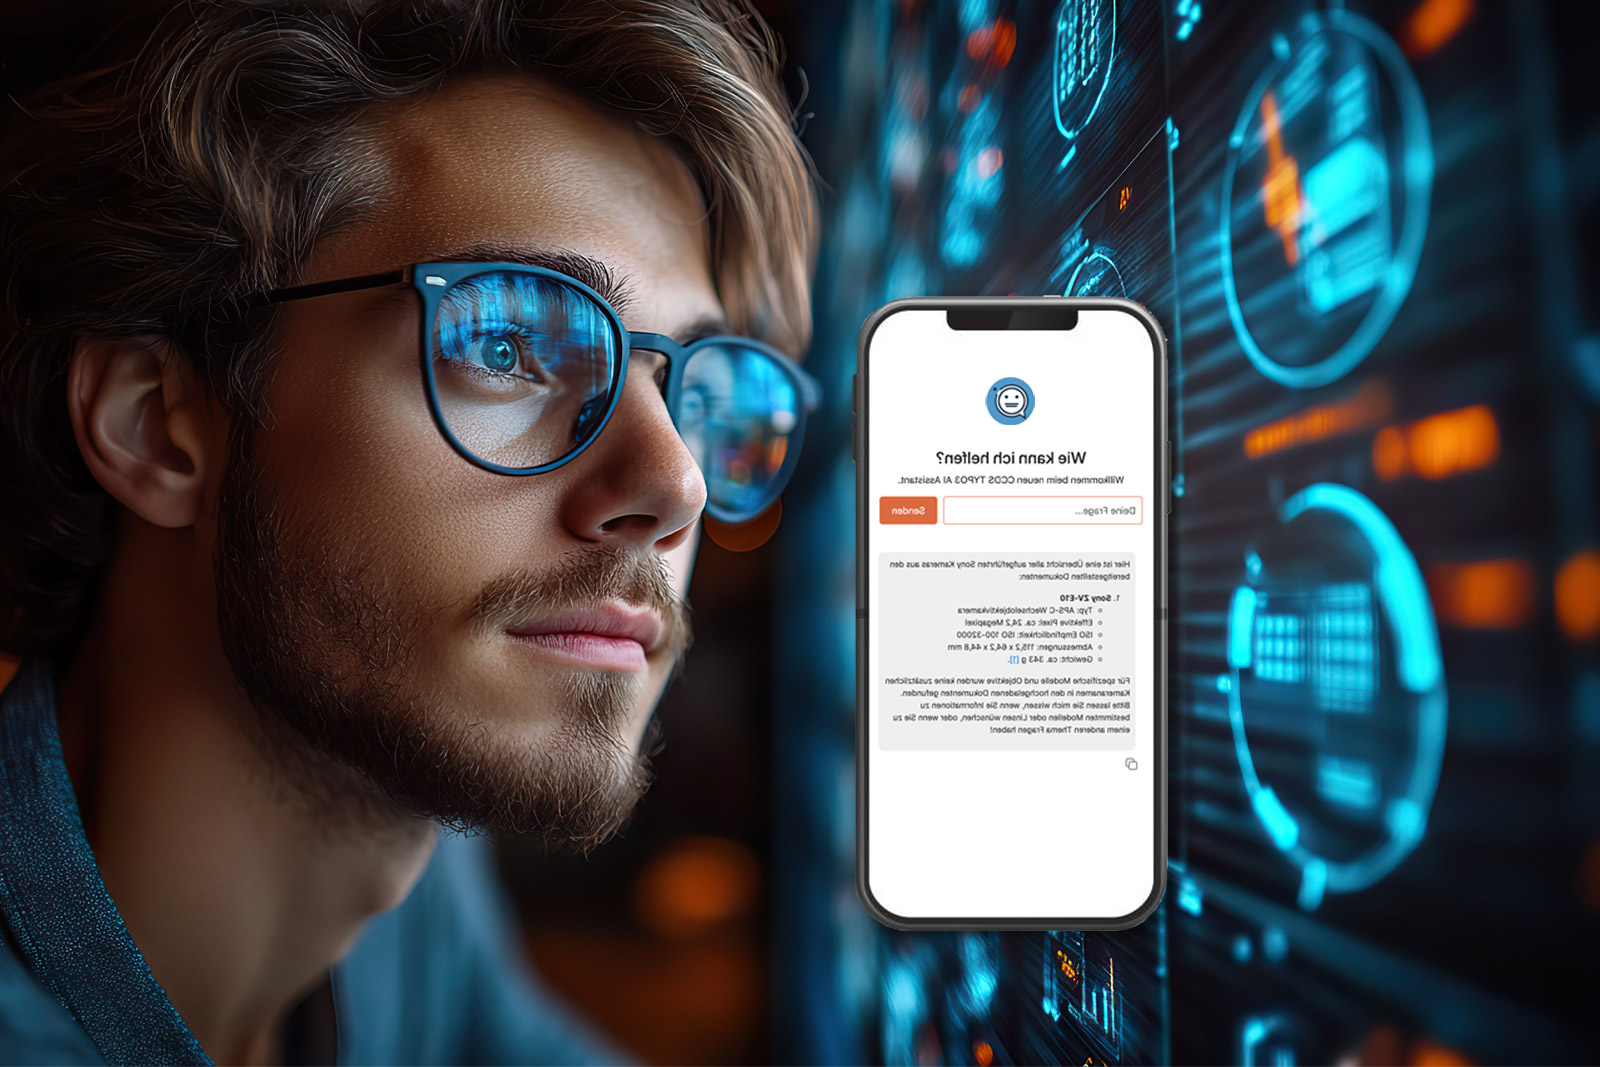 Wie kann ich helfen?
Willkommen beim neuen CCDS TYPO3 AI Assistant.
Deine Frage...
Senden
Hier ist eine Übersicht aller aufgeführten Sony Kameras aus den
bereitgestellten Dokumenten:
1. Sony ZV-E10
Typ: APS-C Wechselobjektivkamera
Effektive Pixel: ca. 24,2 Megapixel
ISO Empfindlichkeit: ISO 100-32000
Abmessungen: 115,2 x 64,2 x 44,8 mm
Gewicht: ca. 343 g [1].
Für spezifische Modelle und Objektive wurden keine zusätzlichen
Kameranamen in den hochgeladenen Dokumenten gefunden.
Bitte lassen Sie mich wissen, wenn Sie Informationen zu
bestimmten Modellen oder Linsen wünschen, oder wenn Sie zu
einem anderen Thema Fragen haben!